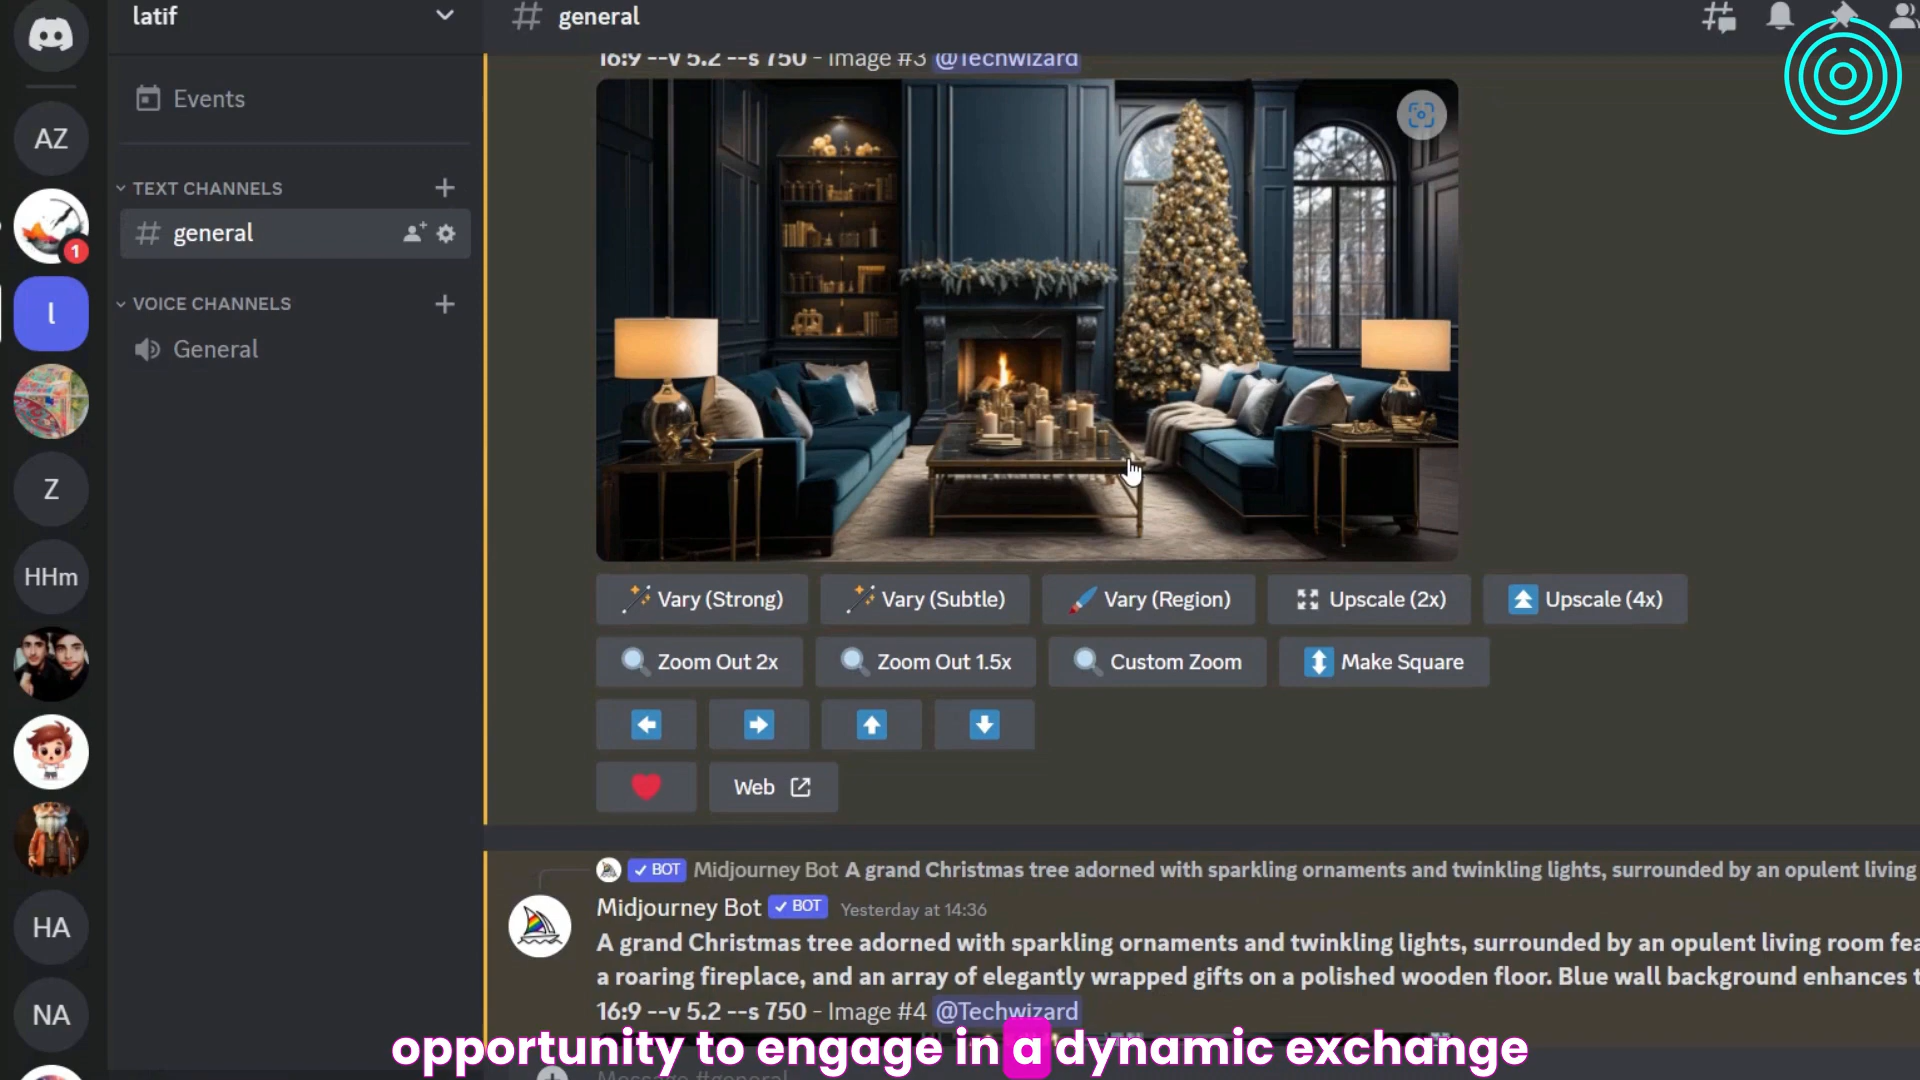 latif
general
16:9 --v 5.2 --s 750 - Image #3 @Techwizard
Events
AZ
TEXT CHANNELS
general
1
VOICE CHANNELS
l
General
Z
HHm
HA
NA
Vary (Strong)
Vary (Subtle)
Vary (Region)
Upscale (2x)
Upscale (4x)
Zoom Out 2x
Zoom Out 1.5x
Custom Zoom
Make Square
Web
BOT Midjourney Bot A grand Christmas tree adorned with sparkling ornaments and twinkling lights, surrounded by an opulent living
Midjourney Bot BOT Yesterday at 14:36
A grand Christmas tree adorned with sparkling ornaments and twinkling lights, surrounded by an opulent living room fea
a roaring fireplace, and an array of elegantly wrapped gifts on a polished wooden floor. Blue wall background enhances t
16:9 --v 5.2 --s 750 - Image #4 @Techwizard
opportunity to engage in a dynamic exchange
Message #general